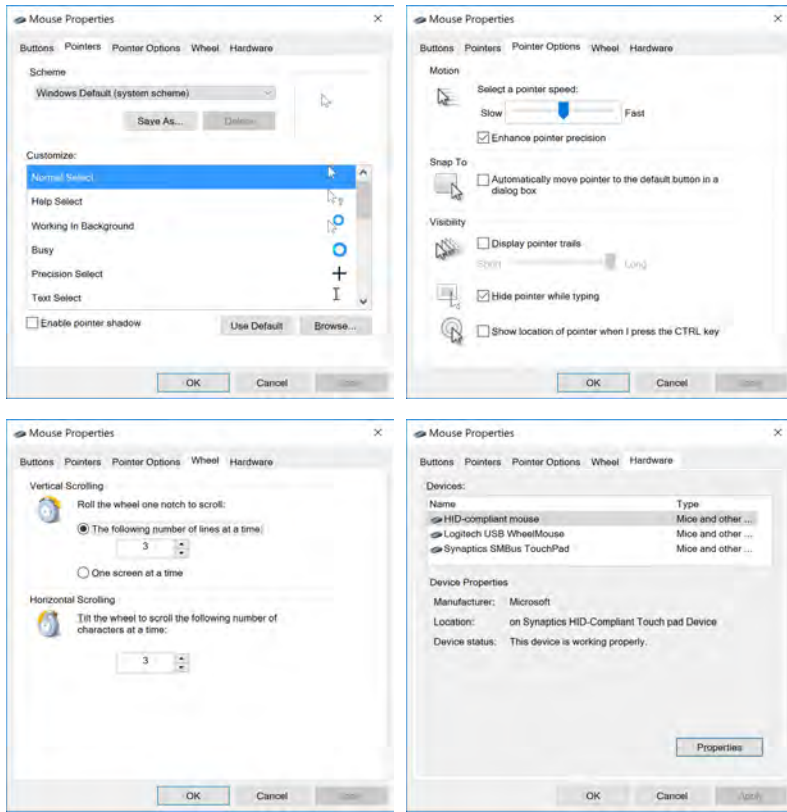 Mouse Properties
Buttons Pointers Pointer Options Wheel Hardware
Scheme
Windows Default (system scheme)
Save As... Delete
Customize:
Normal Select
Help Select
Working In Background
Busy
Precision Select
Text Select
Enable pointer shadow
Use Default Browse...
OK Cancel Apply
Mouse Properties
Buttons Pointers Pointer Options Wheel Hardware
Motion
Select a pointer speed:
Slow Fast
Enhance pointer precision
Snap To
Automatically move pointer to the default button in a
dialog box
Visibility
Display pointer trails
Short Long
Hide pointer while typing
Show location of pointer when I press the CTRL key
OK Cancel Apply
Mouse Properties
Buttons Pointers Pointer Options Wheel Hardware
Vertical Scrolling
Roll the wheel one notch to scroll:
The following number of lines at a time:
3
One screen at a time
Horizontal Scrolling
Tilt the wheel to scroll the following number of
characters at a time:
3
OK Cancel Apply
Mouse Properties
Buttons Pointers Pointer Options Wheel Hardware
Devices:
Name Type
HID-compliant mouse Mice and other ...
Logitech USB WheelMouse Mice and other ...
Synaptics SMBus TouchPad Mice and other ...
Device Properties
Manufacturer: Microsoft
Location: on Synaptics HID-Compliant Touch pad Device
Device status: This device is working properly.
Properties
OK Cancel Apply